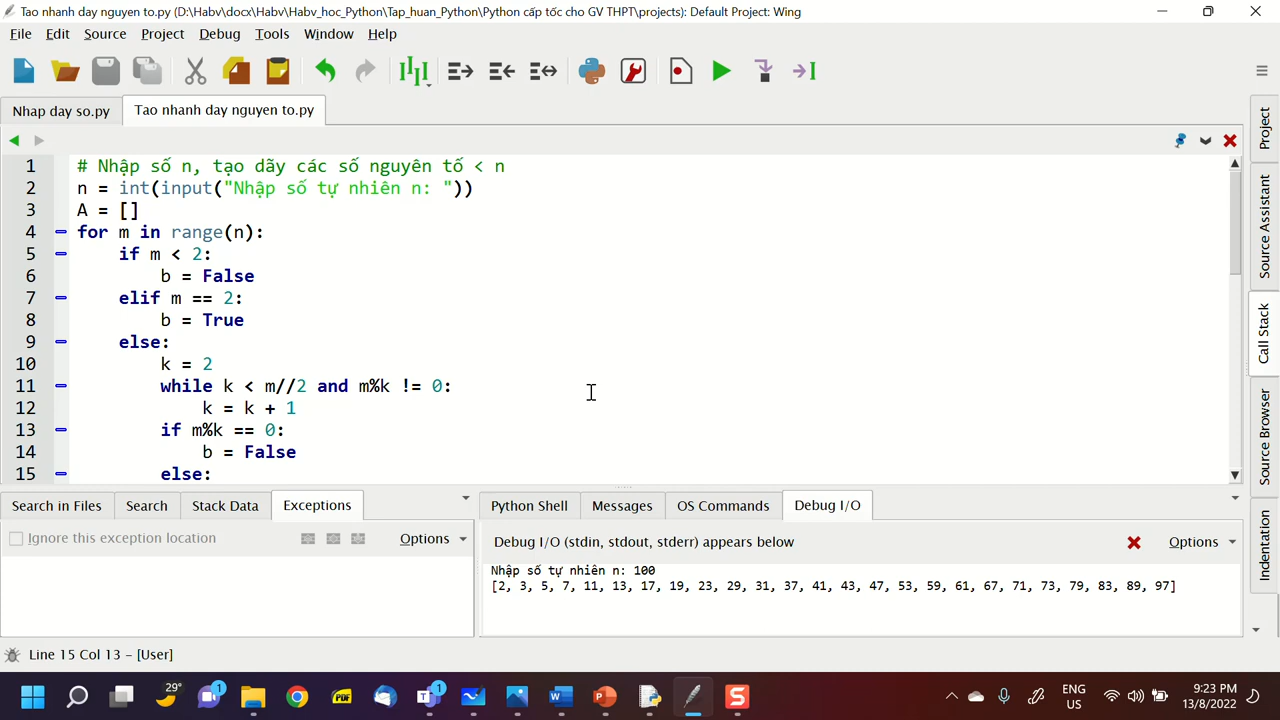 Tao nhanh day nguyen to.py (D:\Habv\docx\Habv\Habv_hoc_Python\Tap_huan_Python\Python cấp tốc cho GV THPT\projects): Default Project: Wing
File Edit Source Project Debug Tools Window Help
Nhap day so.py Tao nhanh day nguyen to.py
1 # Nhập số n, tạo dãy các số nguyên tố < n
2 n = int(input("Nhập số tự nhiên n: "))
3 A = []
4 for m in range(n):
5 if m < 2:
6 b = False
7 elif m == 2:
8 b = True
9 else:
10 k = 2
11 while k < m//2 and m%k != 0:
12 k = k + 1
13 if m%k == 0:
14 b = False
15 else:
Project
Source Assistant
Call Stack
Source Browser
Indentation
Search in Files Search Stack Data Exceptions
Ignore this exception location Options
Python Shell Messages OS Commands Debug I/O
Debug I/O (stdin, stdout, stderr) appears below Options
Nhập số tự nhiên n: 100
[2, 3, 5, 7, 11, 13, 17, 19, 23, 29, 31, 37, 41, 43, 47, 53, 59, 61, 67, 71, 73, 79, 83, 89, 97]
Line 15 Col 13 – [User]
29°
1
PDF
1
ENG
US
9:23 PM
13/8/2022